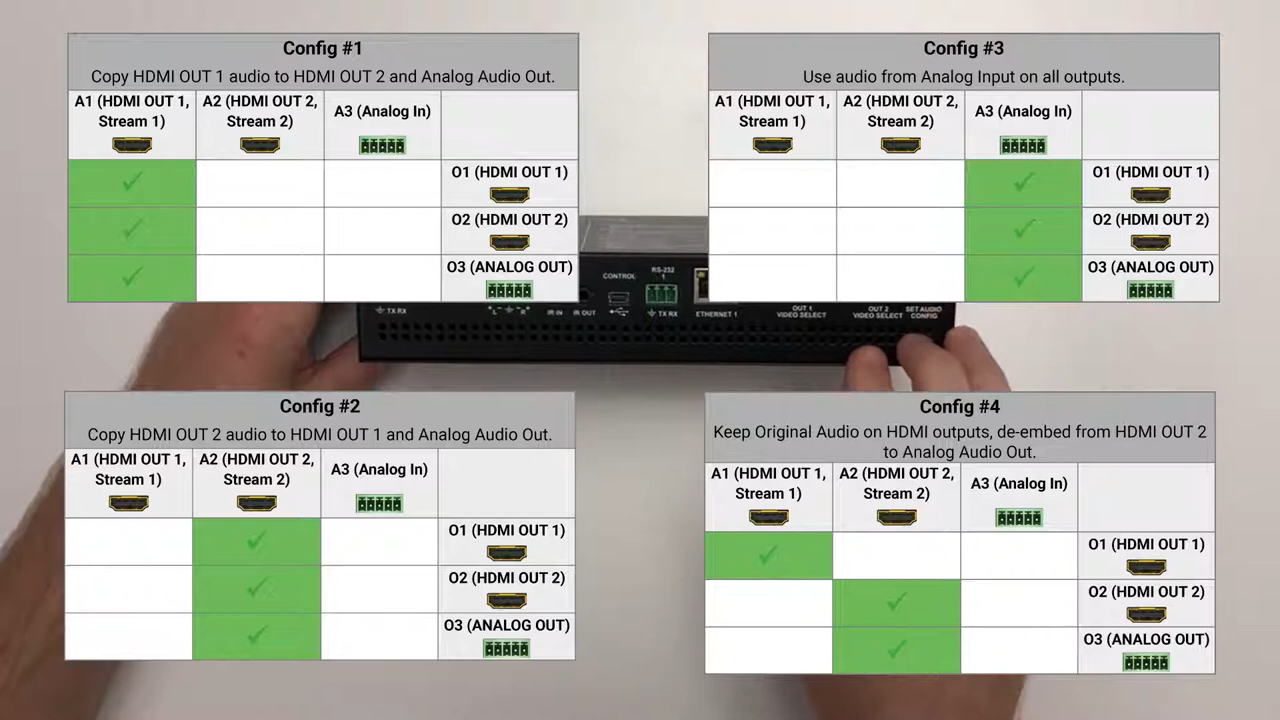 Config #1
Copy HDMI OUT 1 audio to HDMI OUT 2 and Analog Audio Out.
A1 (HDMI OUT 1, Stream 1)
A2 (HDMI OUT 2, Stream 2)
A3 (Analog In)
O1 (HDMI OUT 1)
O2 (HDMI OUT 2)
O3 (ANALOG OUT)
Config #3
Use audio from Analog Input on all outputs.
A1 (HDMI OUT 1, Stream 1)
A2 (HDMI OUT 2, Stream 2)
A3 (Analog In)
O1 (HDMI OUT 1)
O2 (HDMI OUT 2)
O3 (ANALOG OUT)
CONTROL
RS-232
1
TX RX
L
R
IR IN
IR OUT
TX RX
ETHERNET 1
OUT 1
VIDEO SELECT
OUT 2
VIDEO SELECT
SET AUDIO
CONFIG
Config #2
Copy HDMI OUT 2 audio to HDMI OUT 1 and Analog Audio Out.
A1 (HDMI OUT 1, Stream 1)
A2 (HDMI OUT 2, Stream 2)
A3 (Analog In)
O1 (HDMI OUT 1)
O2 (HDMI OUT 2)
O3 (ANALOG OUT)
Config #4
Keep Original Audio on HDMI outputs, de-embed from HDMI OUT 2
to Analog Audio Out.
A1 (HDMI OUT 1, Stream 1)
A2 (HDMI OUT 2, Stream 2)
A3 (Analog In)
O1 (HDMI OUT 1)
O2 (HDMI OUT 2)
O3 (ANALOG OUT)